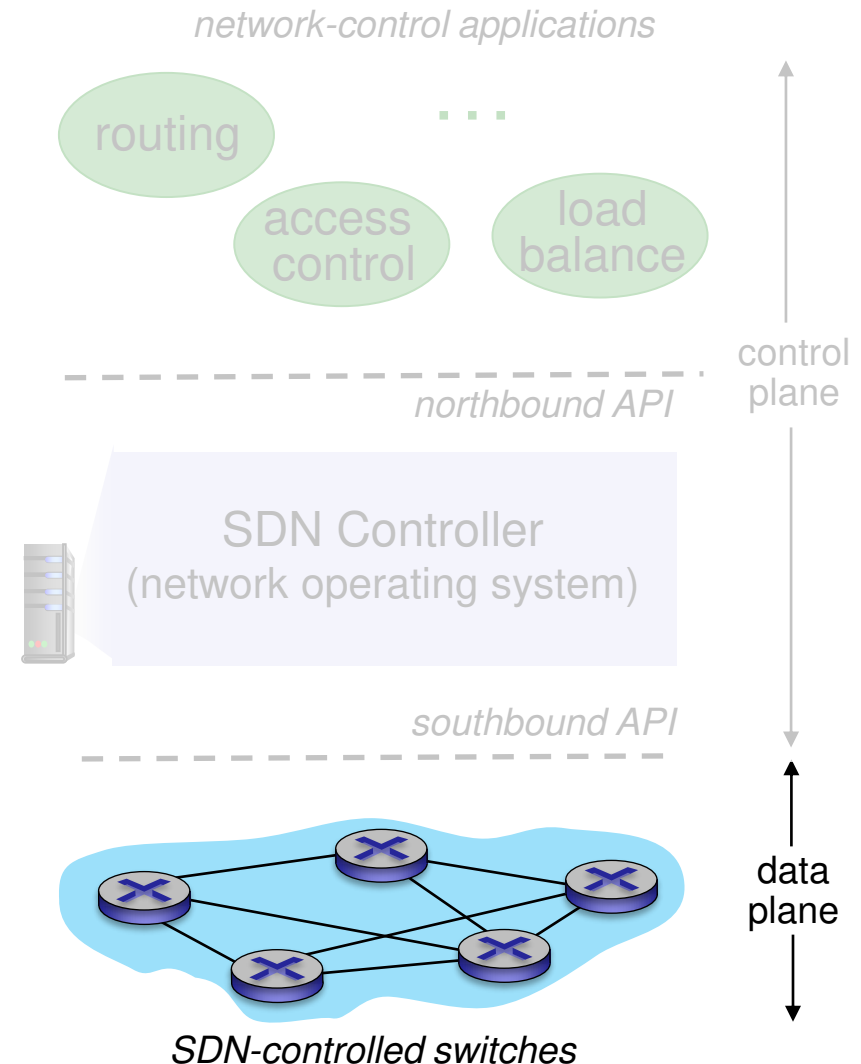 network-control applications
routing
. . .
access
control
load
balance
control
plane
northbound API
SDN Controller
(network operating system)
southbound API
data
plane
SDN-controlled switches